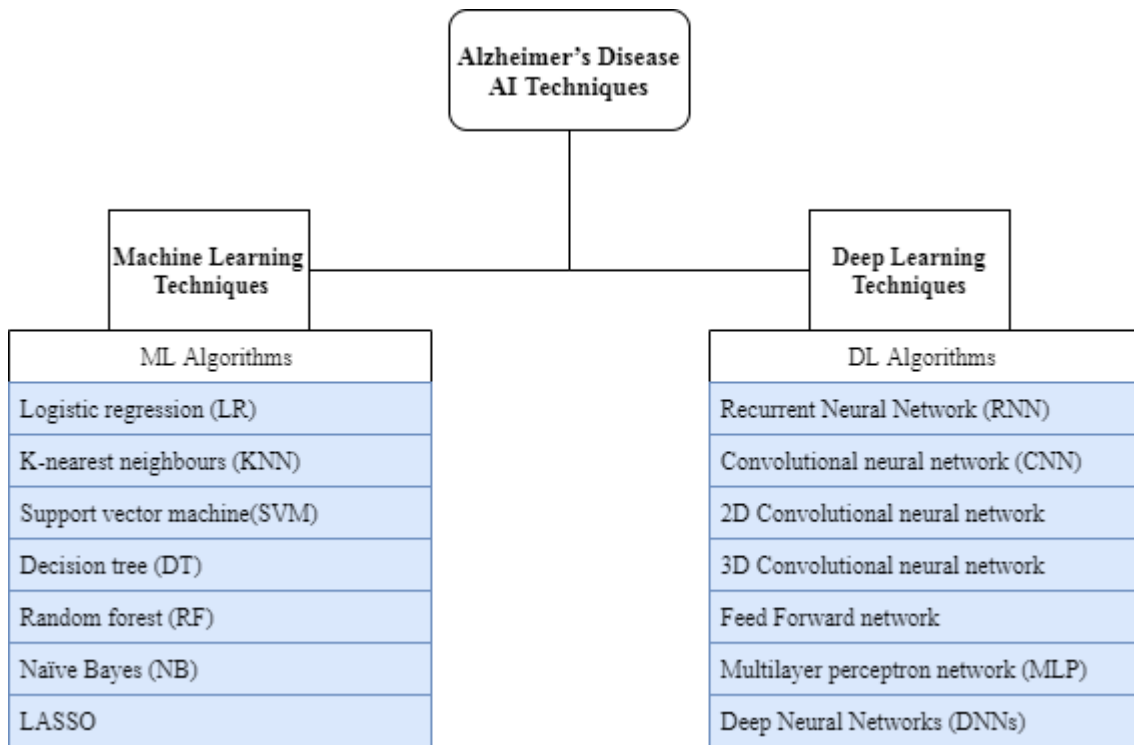 Alzheimer's Disease
AI Techniques
Machine Learning
Techniques
Deep Learning
Techniques
ML Algorithms
Logistic regression (LR)
K-nearest neighbours (KNN)
Support vector machine(SVM)
Decision tree (DT)
Random forest (RF)
Naïve Bayes (NB)
LASSO
DL Algorithms
Recurrent Neural Network (RNN)
Convolutional neural network (CNN)
2D Convolutional neural network
3D Convolutional neural network
Feed Forward network
Multilayer perceptron network (MLP)
Deep Neural Networks (DNNs)